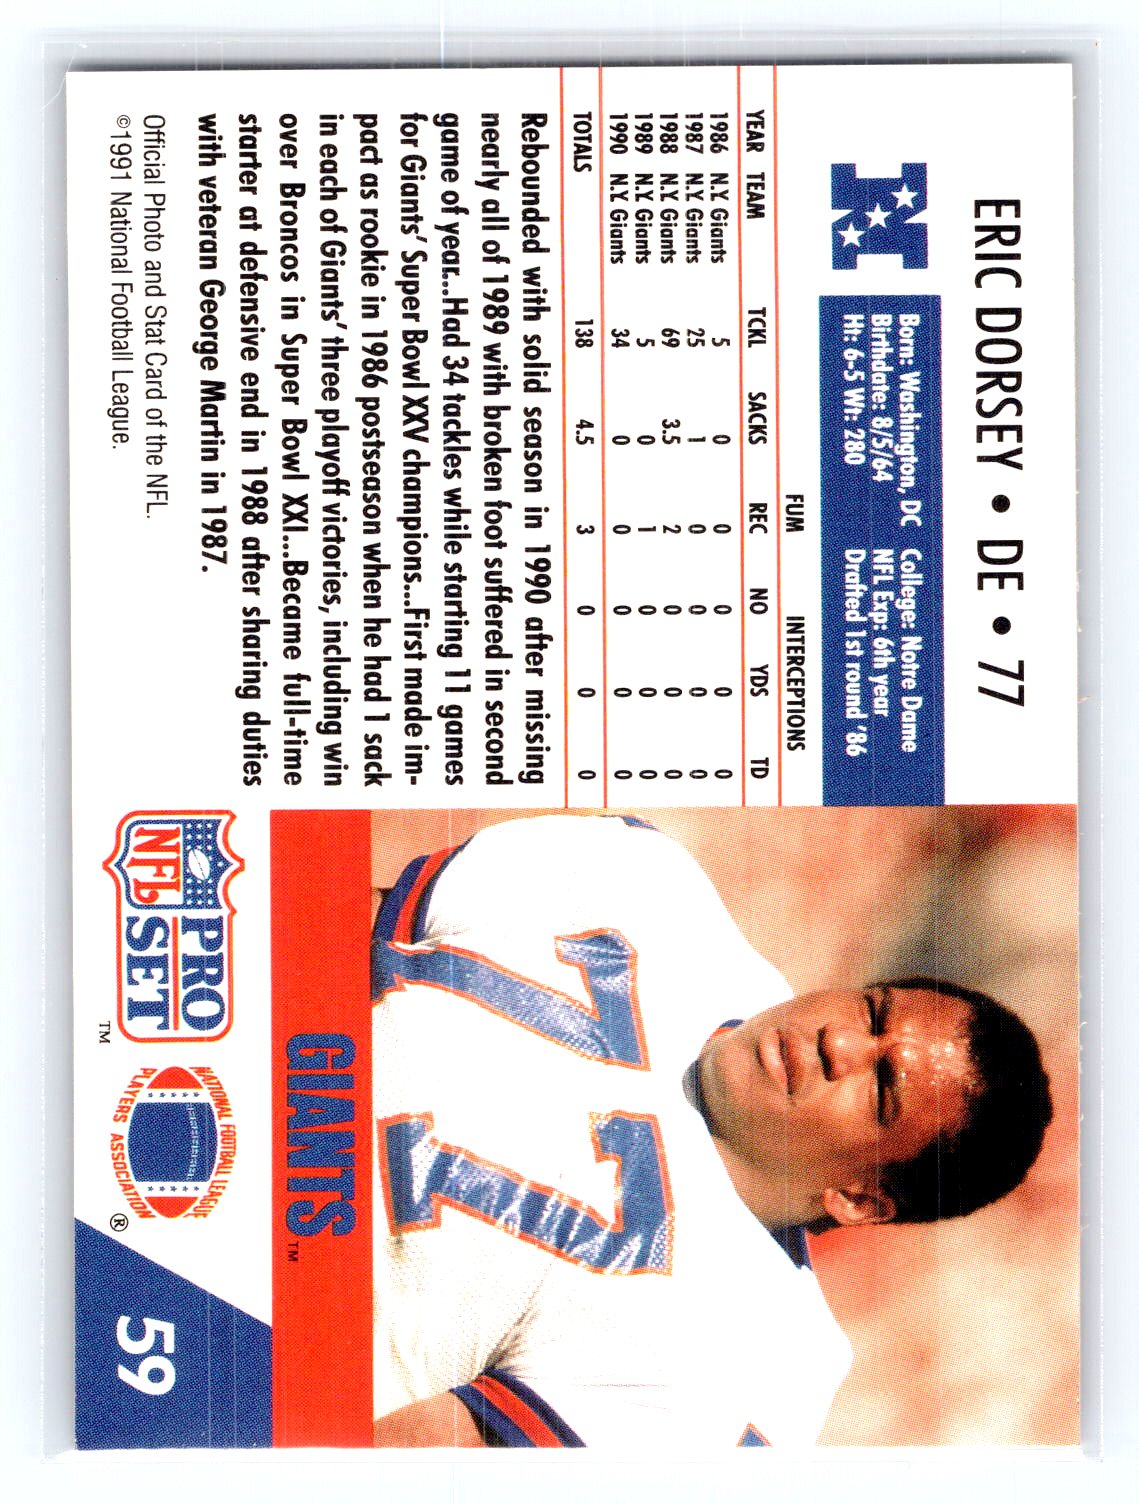 ERIC DORSEY • DE • 77
N
Born: Washington, DC College: Notre Dame
Birthdate: 8/5/64 NFL Exp: 6th year
Ht: 6-5 Wt: 280 Drafted 1st round '86
FUM INTERCEPTIONS
YEAR TEAM TCKL SACKS REC NO YDS TD
1986 N.Y. Giants 5 0 0 0 0 0
1987 N.Y. Giants 25 1 0 0 0 0
1988 N.Y. Giants 69 3.5 2 0 0 0
1989 N.Y. Giants 5 0 1 0 0 0
1990 N.Y. Giants 34 0 0 0 0 0
TOTALS 138 4.5 3 0 0 0
Rebounded with solid season in 1990 after missing
nearly all of 1989 with broken foot suffered in second
game of year...Had 34 tackles while starting 11 games
for Giants' Super Bowl XXV champions...First made im-
pact as rookie in 1986 postseason when he had 1 sack
in each of Giants' three playoff victories, including win
over Broncos in Super Bowl XXI...Became full-time
starter at defensive end in 1988 after sharing duties
with veteran George Martin in 1987.
Official Photo and Stat Card of the NFL.
©1991 National Football League.
77
GIANTS™
NFL PRO SET™
NATIONAL FOOTBALL LEAGUE
PLAYERS ASSOCIATION®
59